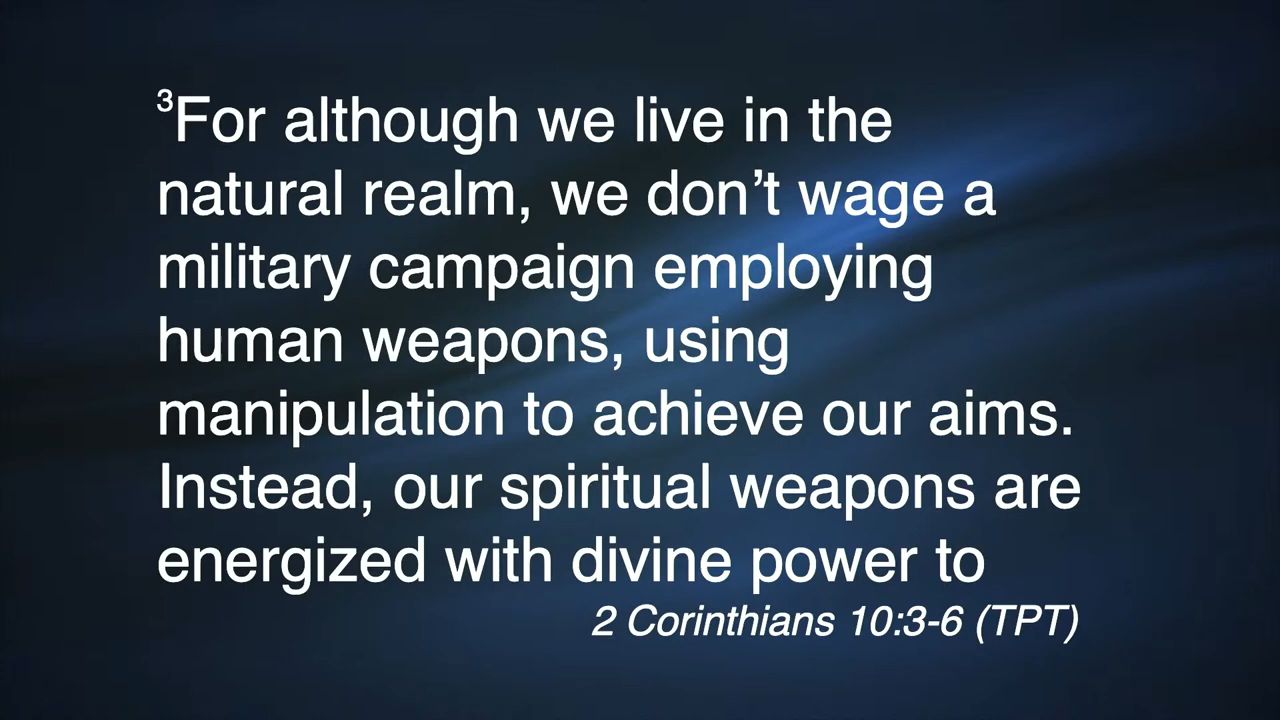 ³For although we live in the
natural realm, we don’t wage a
military campaign employing
human weapons, using
manipulation to achieve our aims.
Instead, our spiritual weapons are
energized with divine power to
2 Corinthians 10:3-6 (TPT)